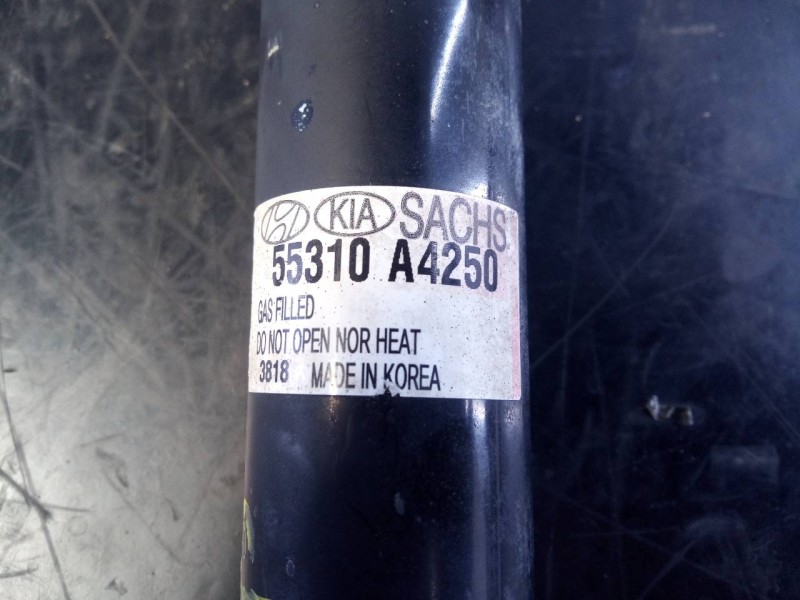 KIA SACHS
55310 A4250
GAS FILLED
DO NOT OPEN NOR HEAT
3818 MADE IN KOREA